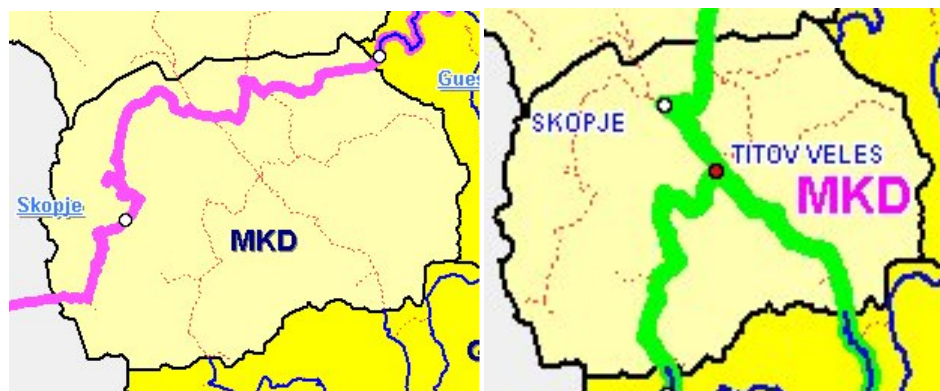 Gues
Skopje
MKD
G
SKOPJE
TITOV VELES
MKD